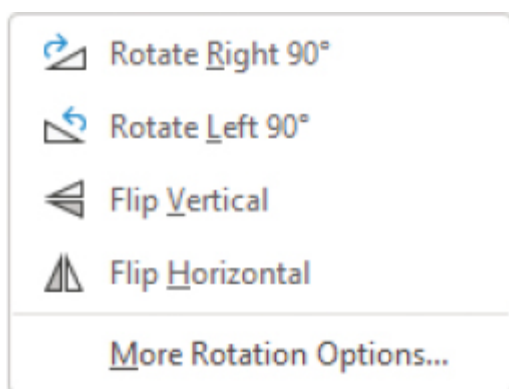 Rotate Right 90°
Rotate Left 90°
Flip Vertical
Flip Horizontal
More Rotation Options...